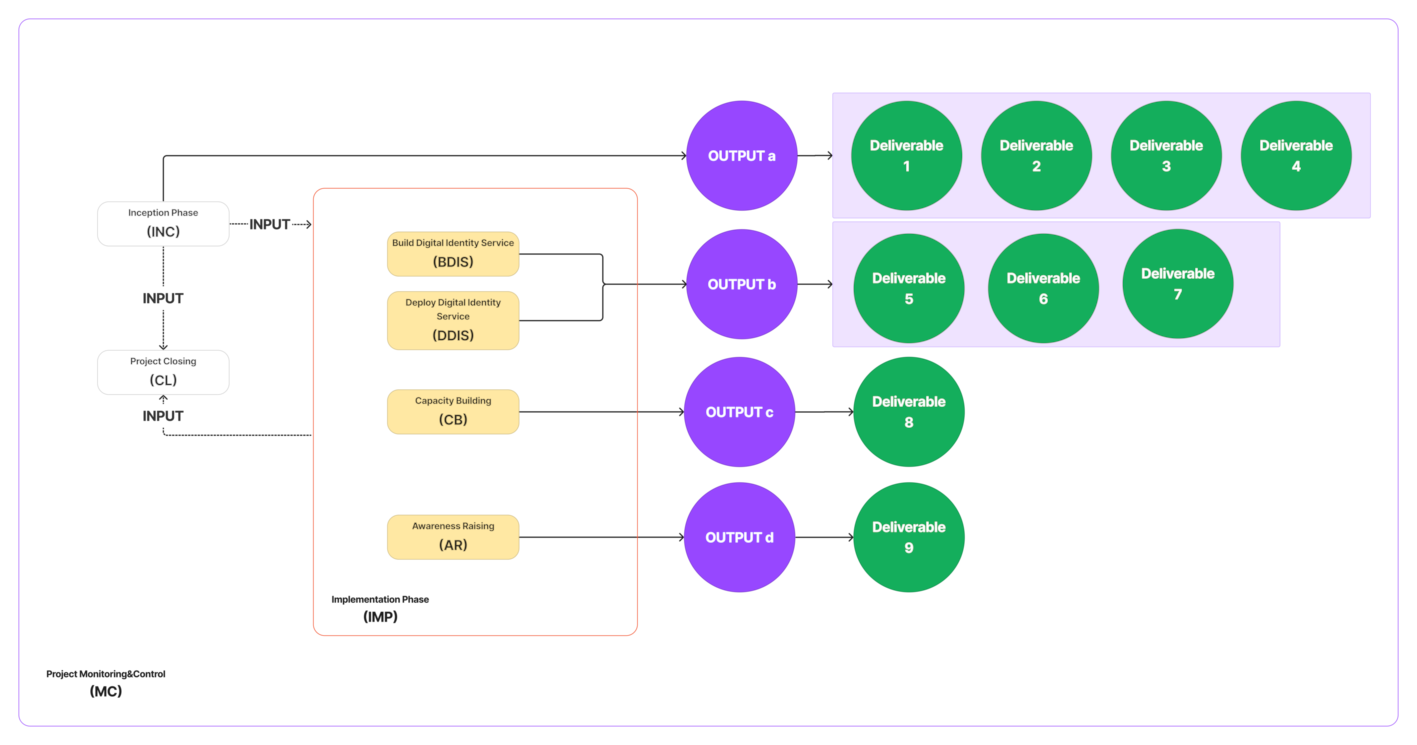 OUTPUT a
Deliverable
1
Deliverable
2
Deliverable
3
Deliverable
4
Inception Phase
(INC)
INPUT
INPUT
Project Closing
(CL)
INPUT
Build Digital Identity Service
(BDIS)
Deploy Digital Identity
Service
(DDIS)
OUTPUT b
Deliverable
5
Deliverable
6
Deliverable
7
Capacity Building
(CB)
OUTPUT c
Deliverable
8
Awareness Raising
(AR)
OUTPUT d
Deliverable
9
Implementation Phase
(IMP)
Project Monitoring&Control
(MC)